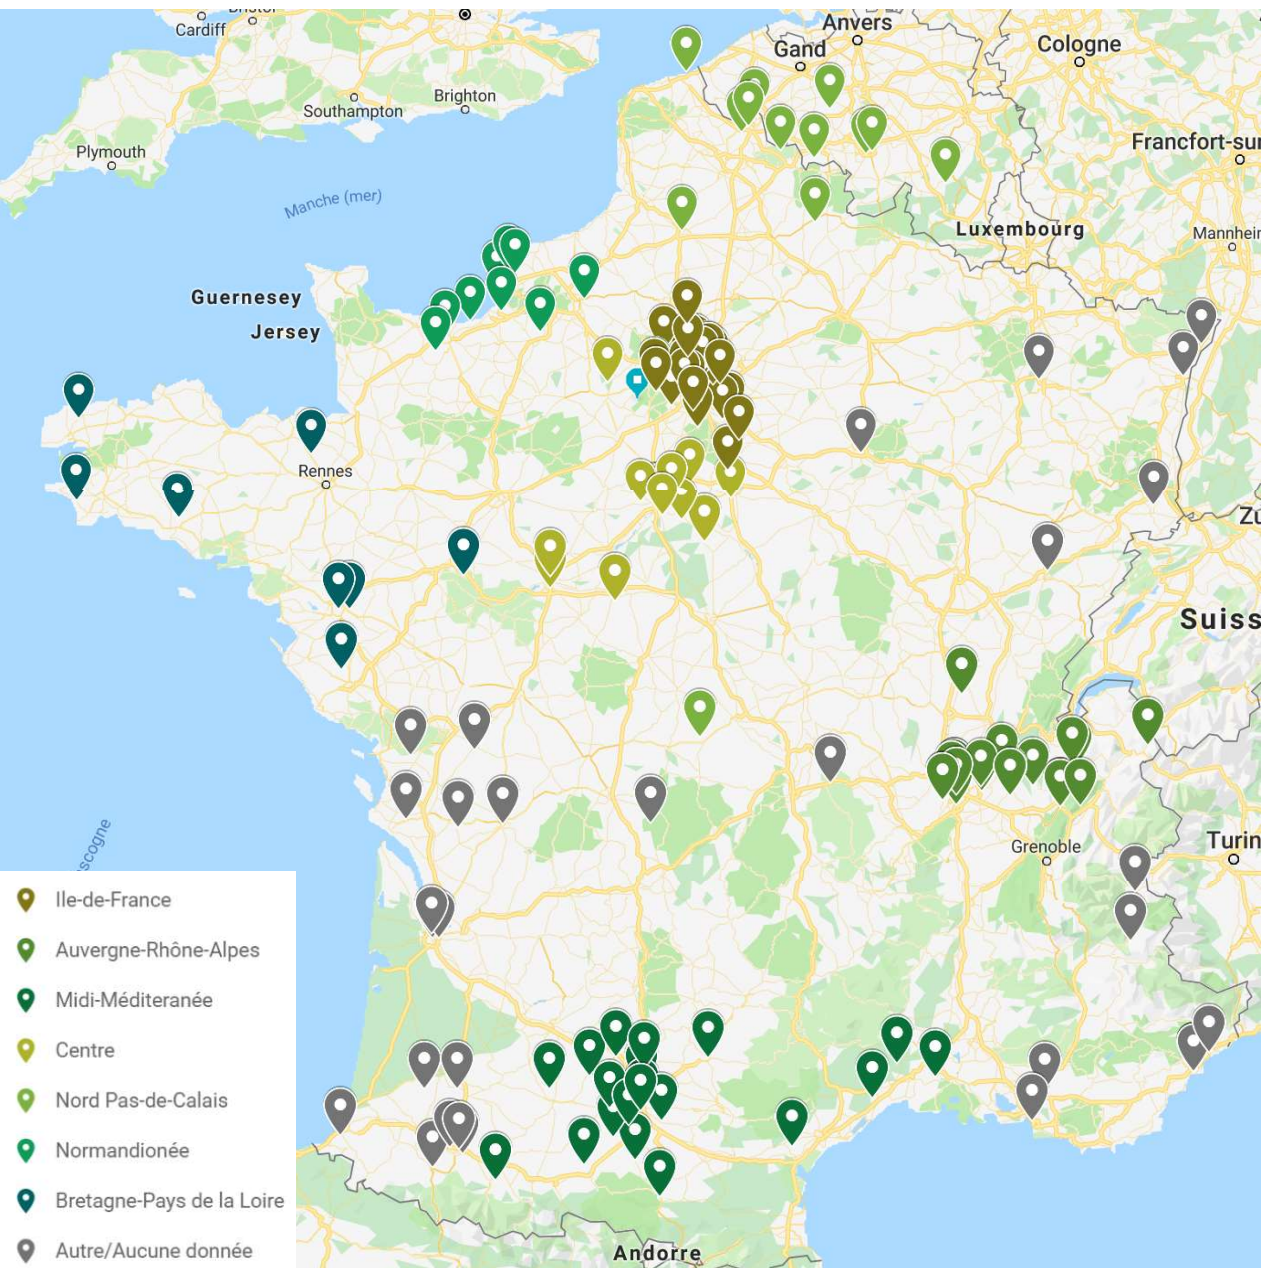 Cardiff
Bristol
Anvers
Gand
Cologne
Southampton
Brighton
Plymouth
Francfort-sur
Manche (mer)
Luxembourg
Mannheim
Guernesey
Jersey
Rennes
Suiss
Grenoble
Turin
Ile-de-France
Auvergne-Rhône-Alpes
Midi-Méditeranée
Centre
Nord Pas-de-Calais
Normandionée
Bretagne-Pays de la Loire
Autre/Aucune donnée
Andorre